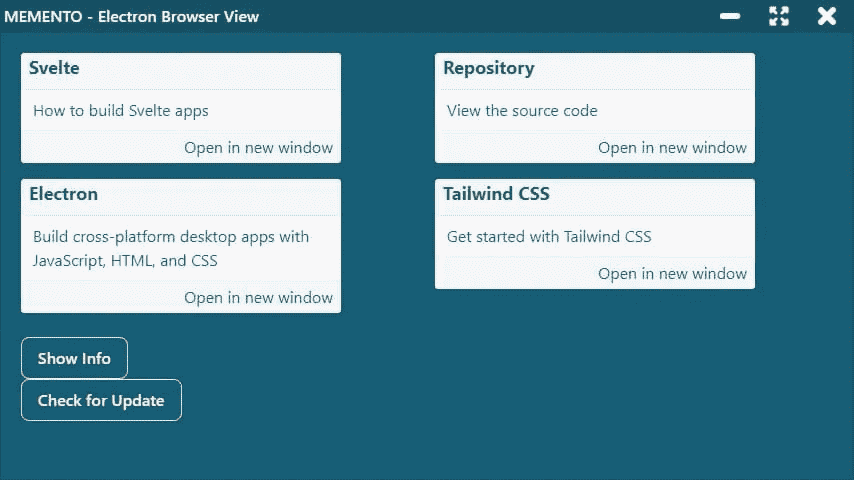 MEMENTO - Electron Browser View
Svelte
How to build Svelte apps
Open in new window
Repository
View the source code
Open in new window
Electron
Build cross-platform desktop apps with
JavaScript, HTML, and CSS
Open in new window
Tailwind CSS
Get started with Tailwind CSS
Open in new window
Show Info
Check for Update